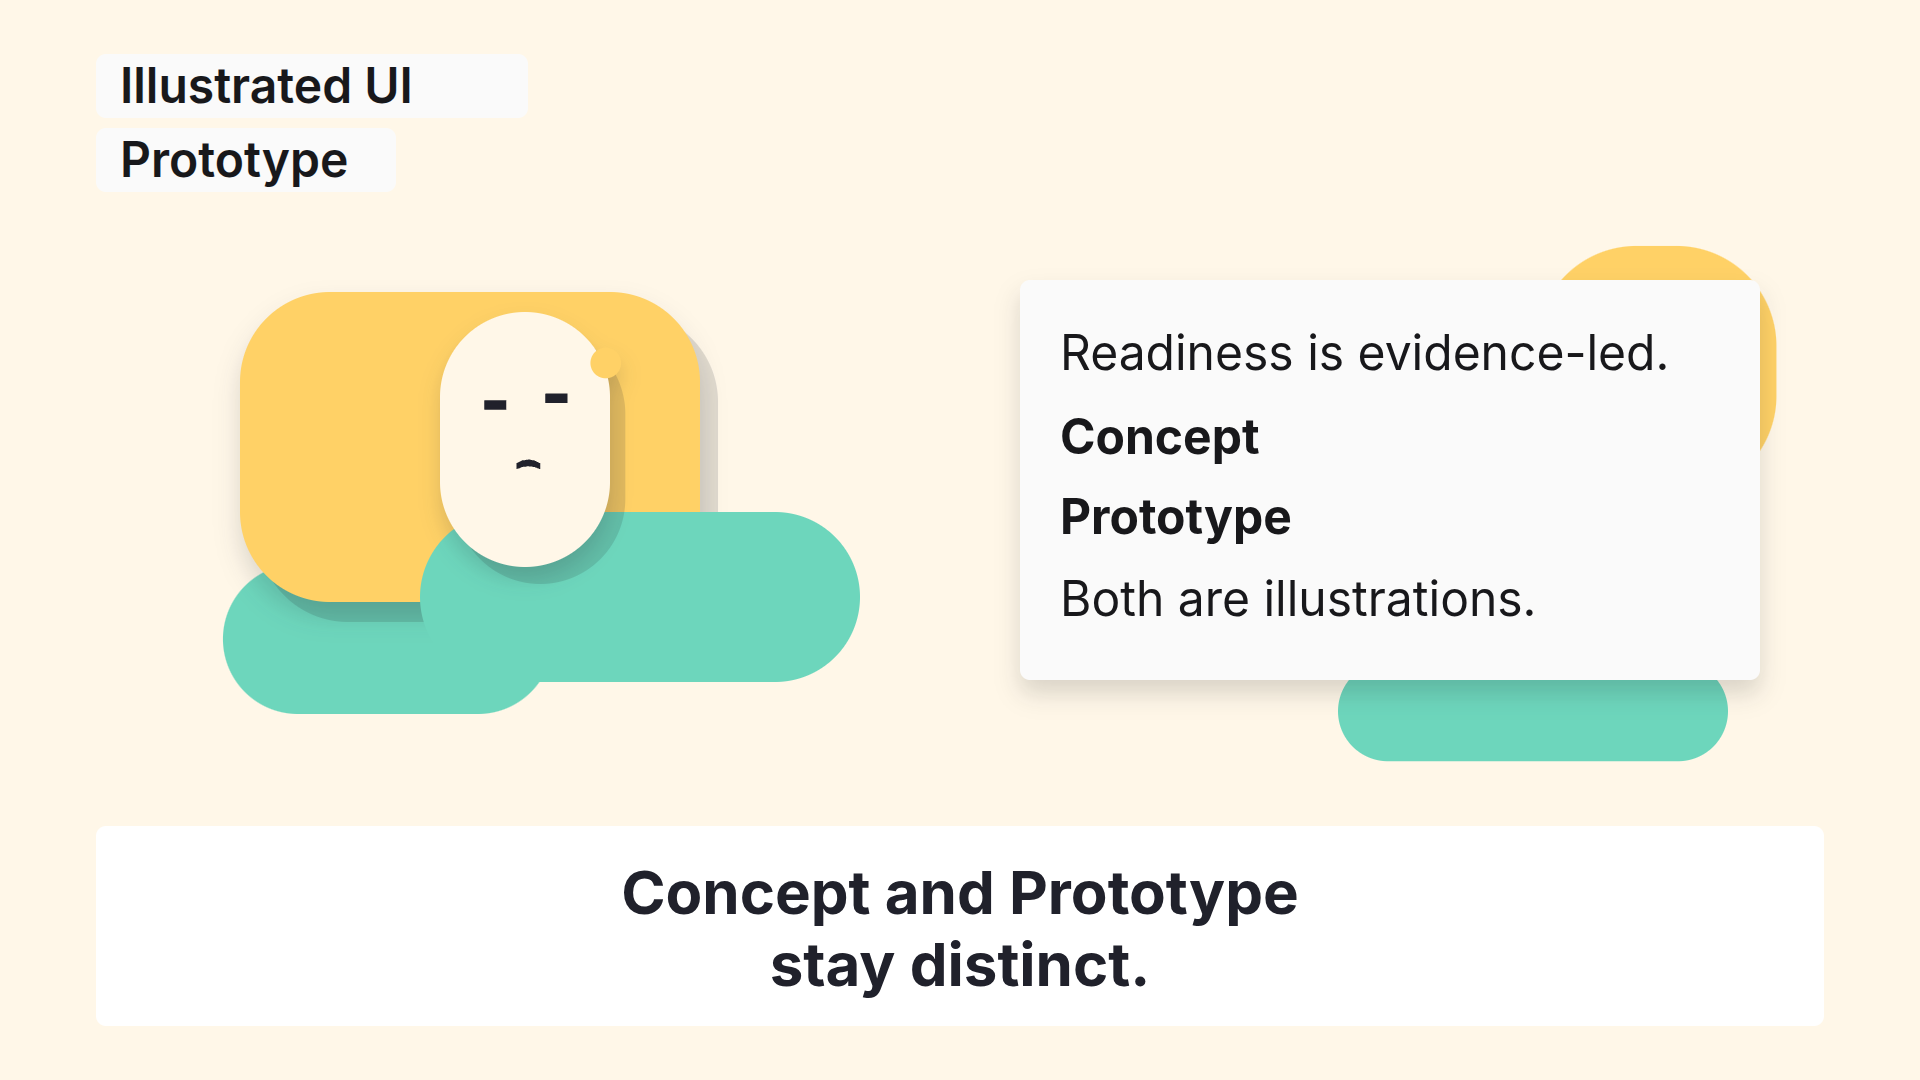 Illustrated UI
Prototype
Readiness is evidence-led.
Concept
Prototype
Both are illustrations.
Concept and Prototype
stay distinct.